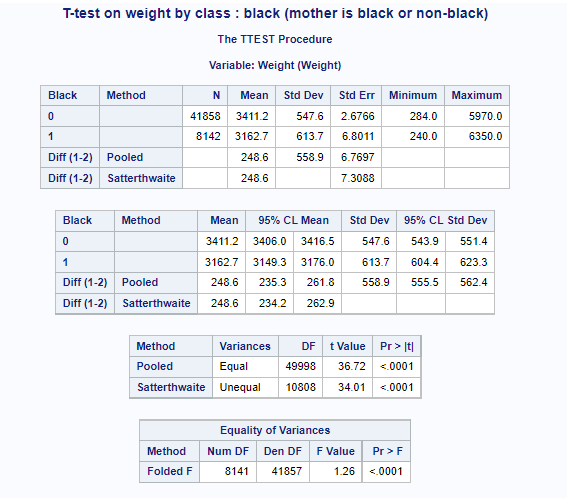 T-test on weight by class : black (mother is black or non-black)
The TTEST Procedure
Variable: Weight (Weight)
Black Method N Mean Std Dev Std Err Minimum Maximum
0 41858 3411.2 547.6 2.6766 284.0 5970.0
1 8142 3162.7 613.7 6.8011 240.0 6350.0
Diff (1-2) Pooled 248.6 558.9 6.7697
Diff (1-2) Satterthwaite 248.6 7.3088
Black Method Mean 95% CL Mean Std Dev 95% CL Std Dev
0 3411.2 3406.0 3416.5 547.6 543.9 551.4
1 3162.7 3149.3 3176.0 613.7 604.4 623.3
Diff (1-2) Pooled 248.6 235.3 261.8 558.9 555.5 562.4
Diff (1-2) Satterthwaite 248.6 234.2 262.9
Method Variances DF t Value Pr > |t|
Pooled Equal 49998 36.72 <.0001
Satterthwaite Unequal 10808 34.01 <.0001
Equality of Variances
Method Num DF Den DF F Value Pr > F
Folded F 8141 41857 1.26 <.0001